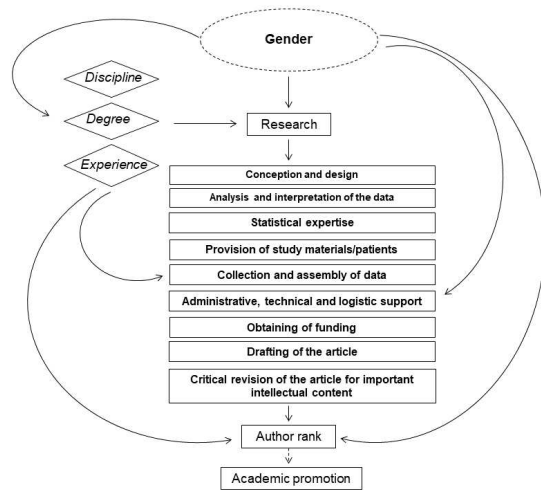 Gender
Discipline
Degree
Experience
Research
Conception and design
Analysis and interpretation of the data
Statistical expertise
Provision of study materials/patients
Collection and assembly of data
Administrative, technical and logistic support
Obtaining of funding
Drafting of the article
Critical revision of the article for important
intellectual content
Author rank
Academic promotion